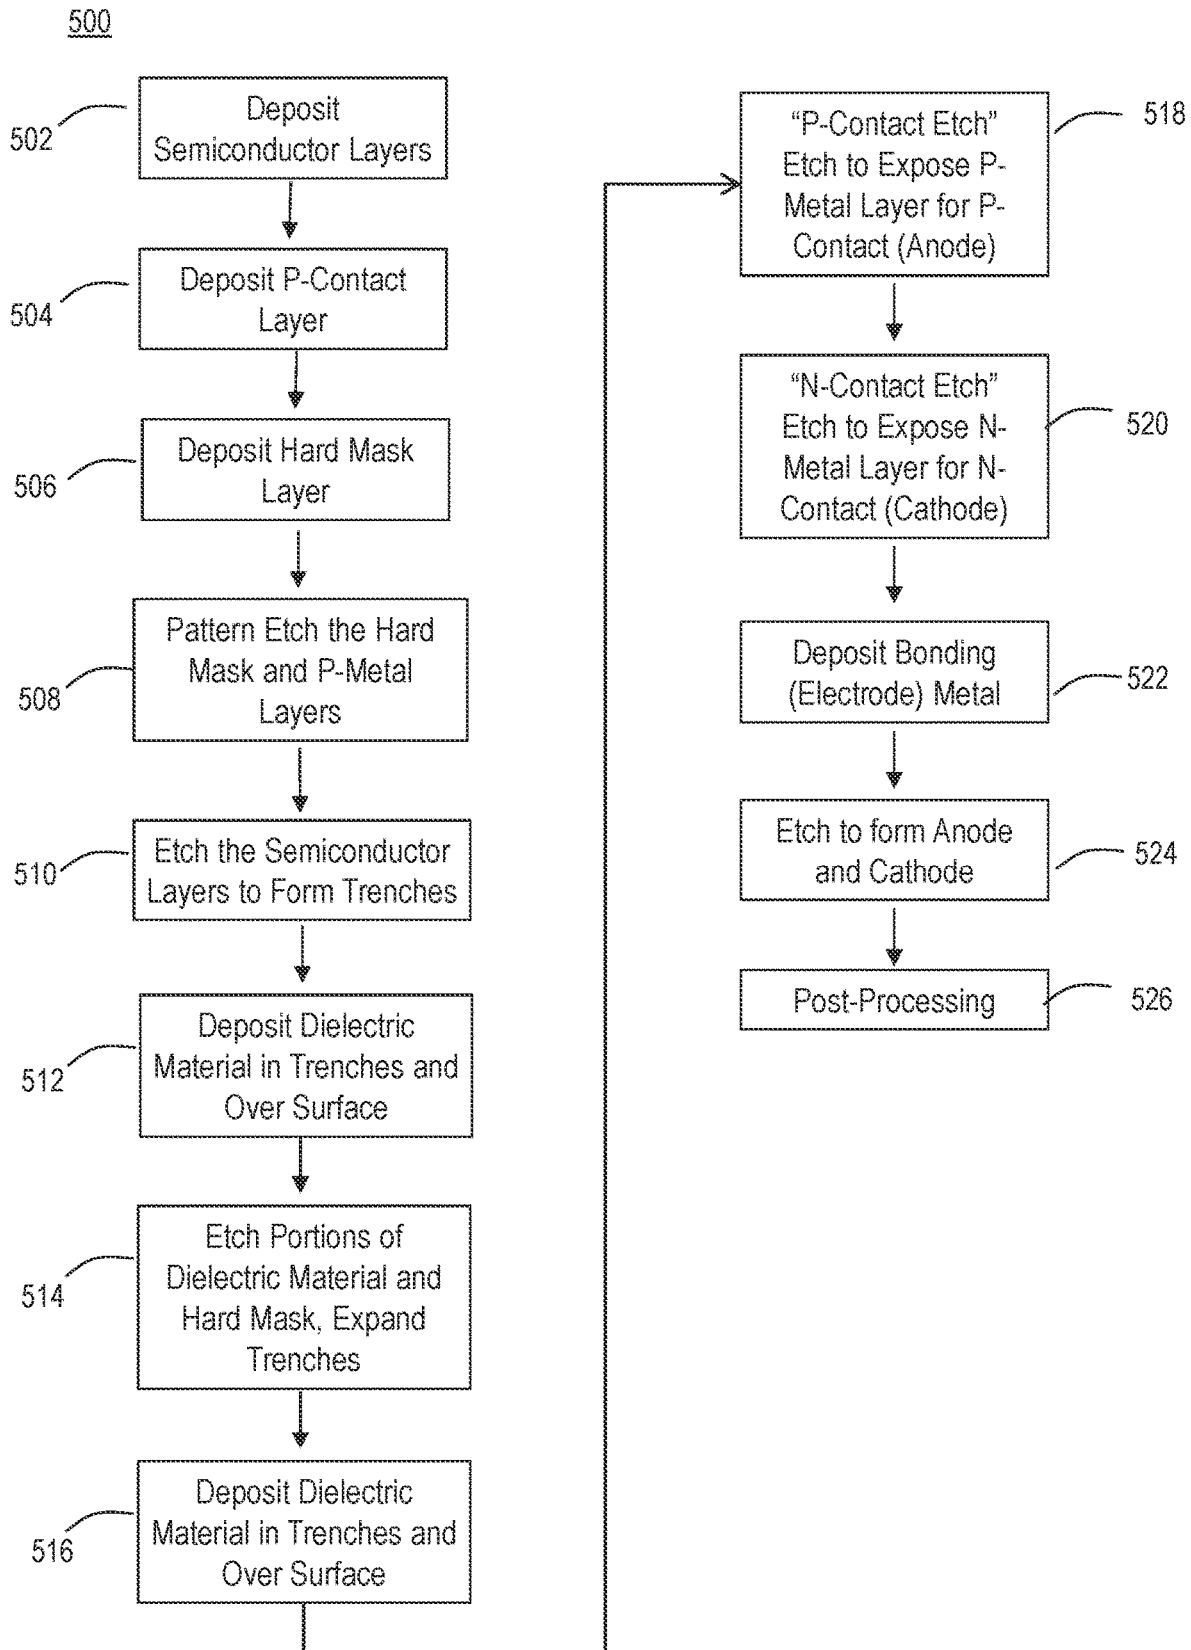 500
502
Deposit
Semiconductor Layers
504
Deposit P-Contact
Layer
506
Deposit Hard Mask
Layer
508
Pattern Etch the Hard
Mask and P-Metal
Layers
510
Etch the Semiconductor
Layers to Form Trenches
512
Deposit Dielectric
Material in Trenches and
Over Surface
514
Etch Portions of
Dielectric Material and
Hard Mask, Expand
Trenches
516
Deposit Dielectric
Material in Trenches and
Over Surface
518
“P-Contact Etch”
Etch to Expose P-
Metal Layer for P-
Contact (Anode)
520
“N-Contact Etch”
Etch to Expose N-
Metal Layer for N-
Contact (Cathode)
522
Deposit Bonding
(Electrode) Metal
524
Etch to form Anode
and Cathode
526
Post-Processing